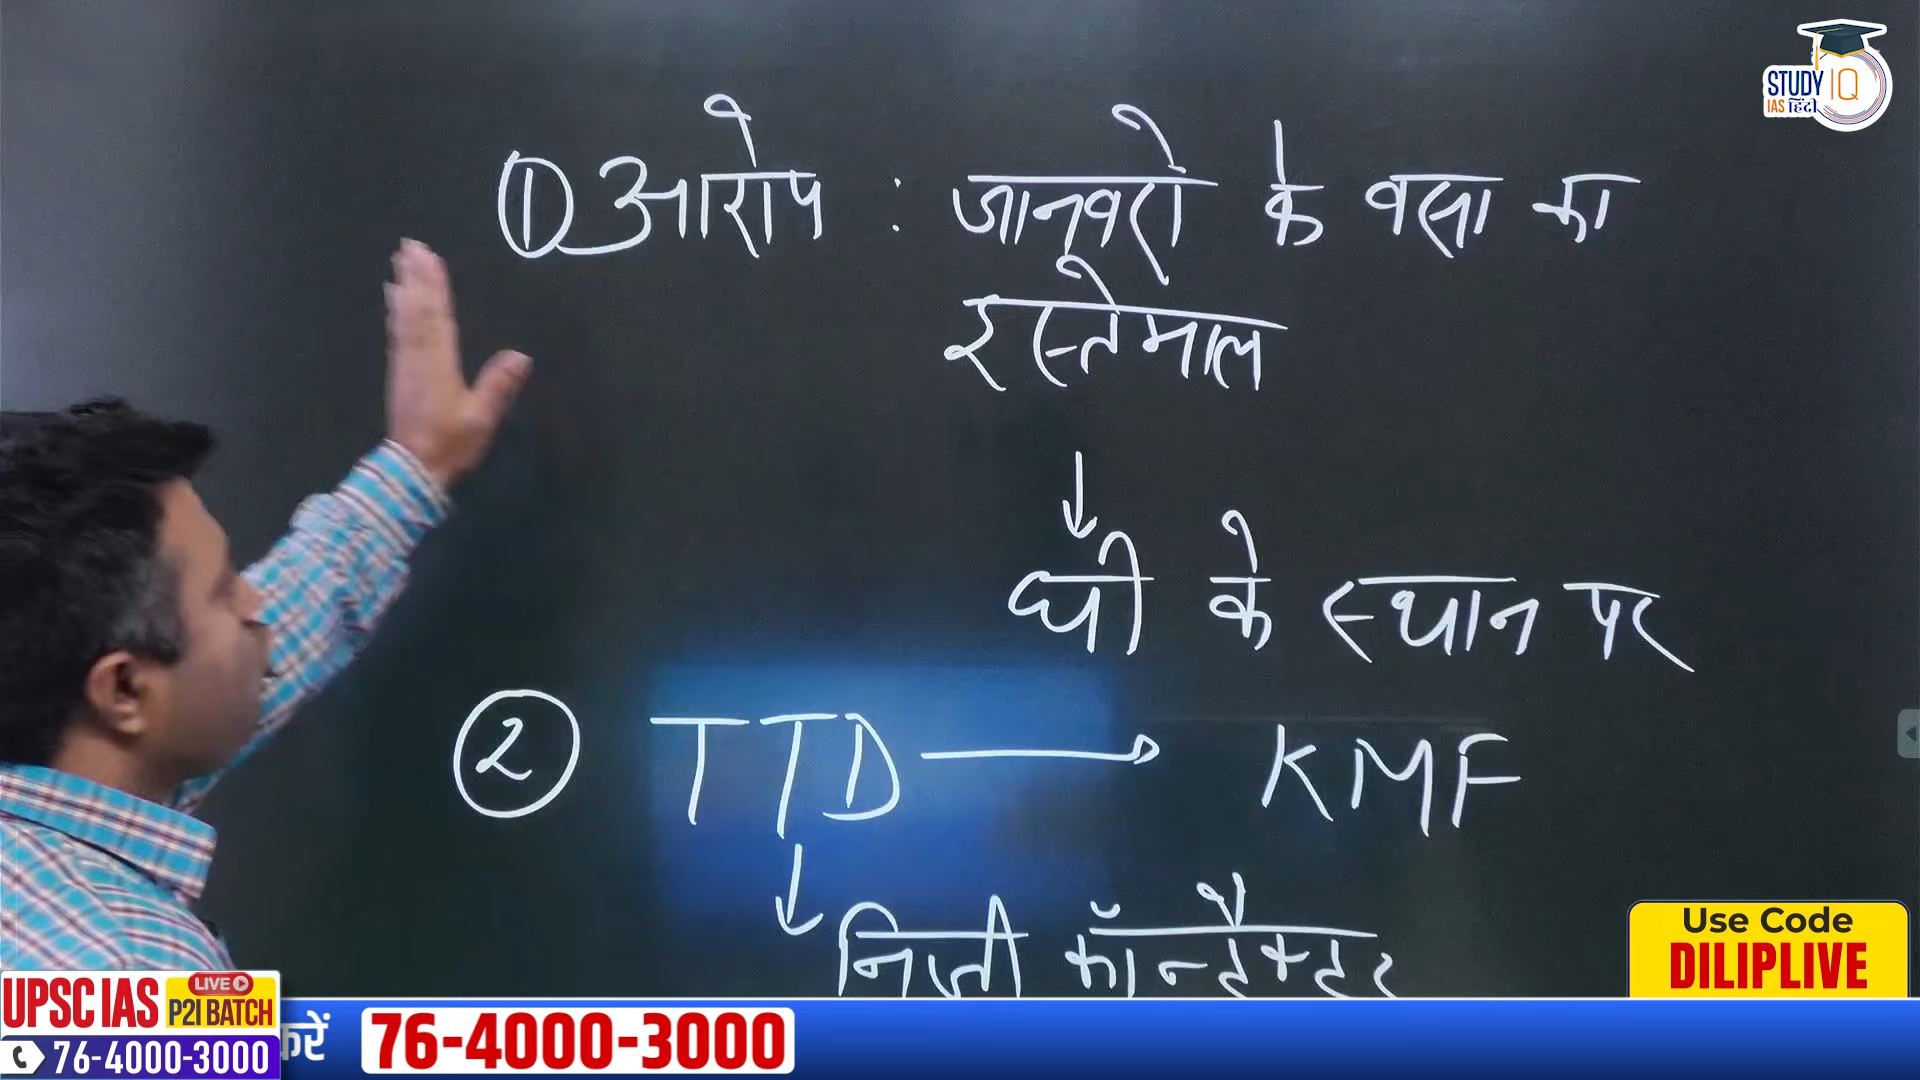 STUDY IQ
IAS हिंदी
① आरोप : जानवरो के वसा का
इस्तेमाल
↓
घी के स्थान पर
② TTD → KMF
↓
निजी कॉन्ट्रैक्टर
Use Code
DILIPLIVE
UPSC IAS
LIVE
P2I BATCH
76-4000-3000
करें
76-4000-3000